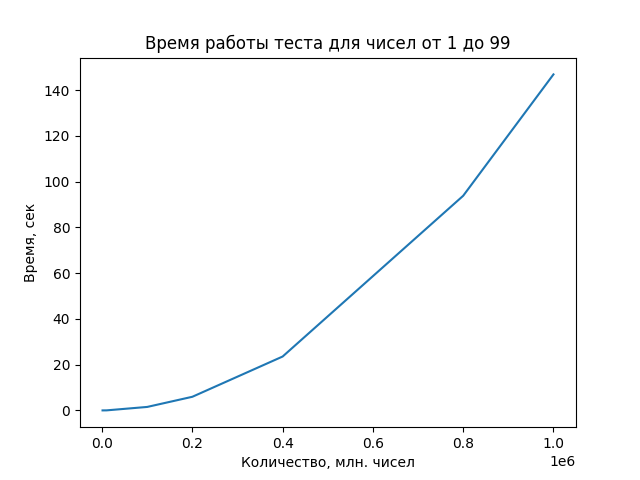 Время работы теста для чисел от 1 до 99
Время, сек
140
120
100
80
60
40
20
0
0.0 0.2 0.4 0.6 0.8 1.0
1e6
Количество, млн. чисел